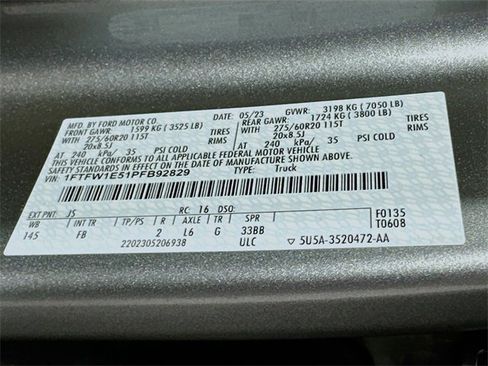 MFD. BY FORD MOTOR CO.
05/23 GVWR: 3198 KG ( 7050 LB)
FRONT GAWR: 1599 KG ( 3525 LB) REAR GAWR: 1724 KG ( 3800 LB)
WITH 275/60R20 115T TIRES WITH 275/60R20 115T TIRES
20x8.5J RIMS 20x8.5J RIMS
AT 240 kPa/ 35 PSI COLD AT 240 kPa/ 35 PSI COLD
THIS VEHICLE CONFORMS TO ALL APPLICABLE FEDERAL MOTOR VEHICLE
SAFETY STANDARDS IN EFFECT ON THE DATE OF MANUFACTURE SHOWN ABOVE.
VIN: 1FTFW1E51PFB92829 TYPE: Truck
EXT PNT: JS RC: 16 DSO: F0135
WB INT TR TP/PS R AXLE TR SPR T0608
145 FB 2 L6 G 33BB
2202305206938 ULC ▽ 5U5A-3520472-AA